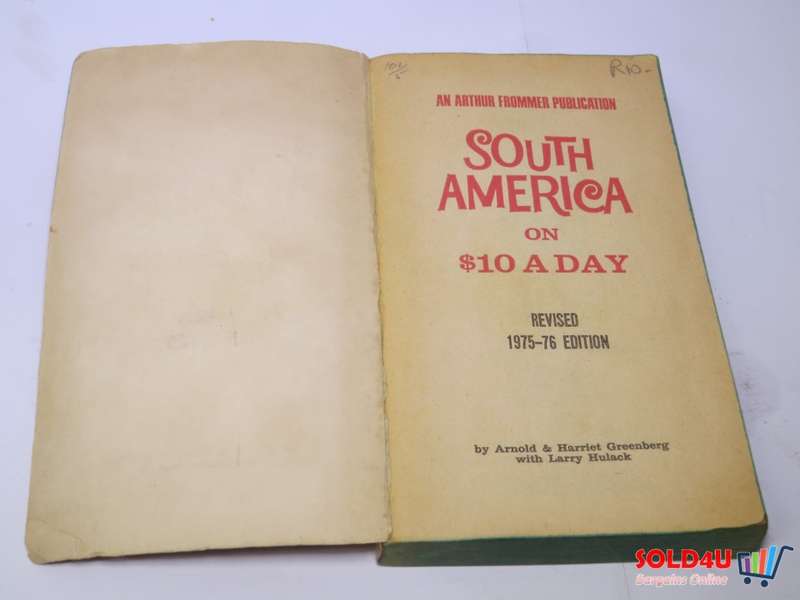 R10-
AN ARTHUR FROMMER PUBLICATION
SOUTH
AMERICA
ON
$10 A DAY
REVISED
1975-76 EDITION
by Arnold & Harriet Greenberg
with Larry Hulack
SOLD4U
Bargains Online